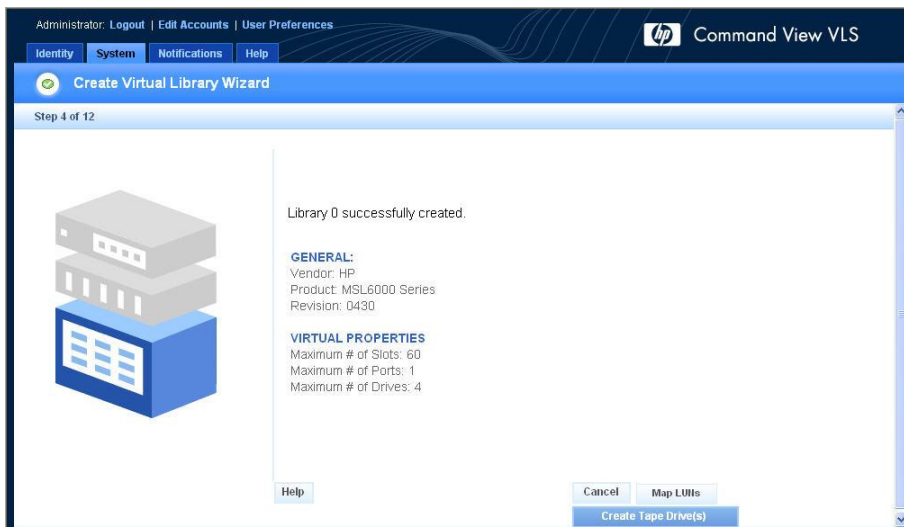 Administrator: Logout | Edit Accounts | User Preferences
hp Command View VLS
Identity System Notifications Help
Create Virtual Library Wizard
Step 4 of 12
Library 0 successfully created.
GENERAL:
Vendor: HP
Product: MSL6000 Series
Revision: 0430
VIRTUAL PROPERTIES
Maximum # of Slots: 60
Maximum # of Ports: 1
Maximum # of Drives: 4
Help Cancel Map LUNs
Create Tape Drive(s)